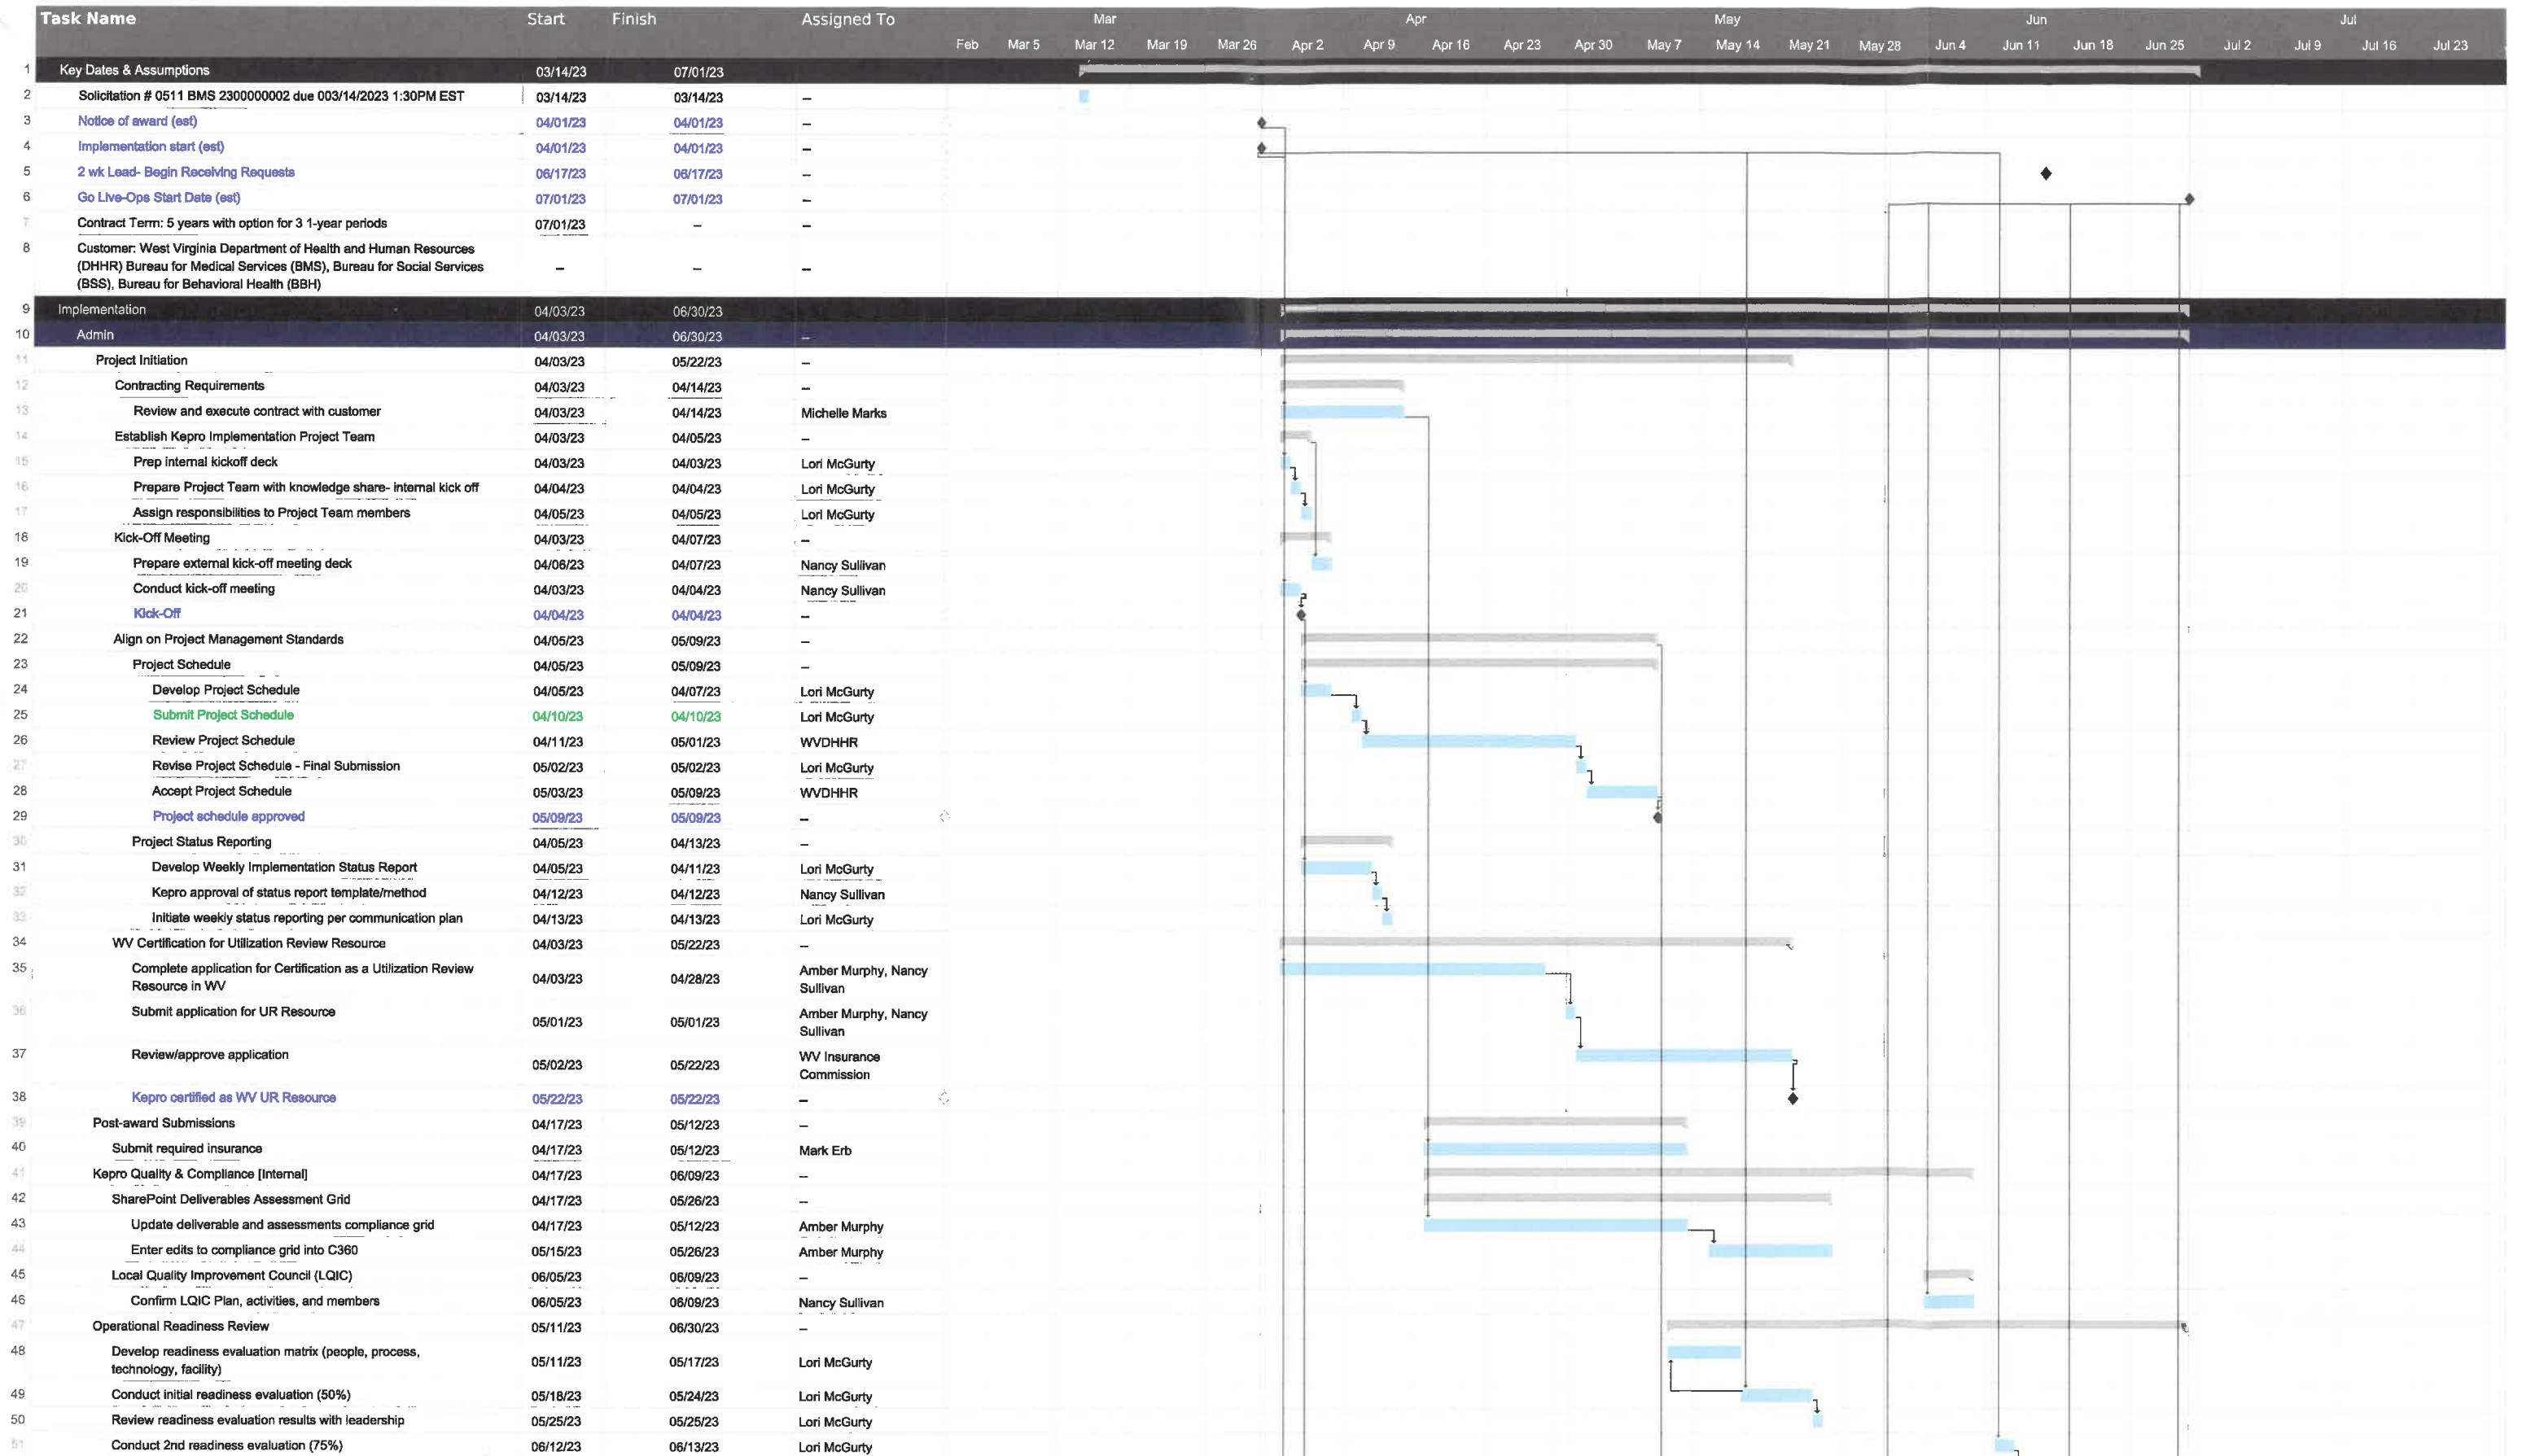 Task Name Start Finish Assigned To Mar Apr May Jun Jul
Feb Mar 5 Mar 12 Mar 19 Mar 26 Apr 2 Apr 9 Apr 16 Apr 23 Apr 30 May 7 May 14 May 21 May 28 Jun 4 Jun 11 Jun 18 Jun 25 Jul 2 Jul 9 Jul 16 Jul 23
1 Key Dates & Assumptions 03/14/23 07/01/23
2 Solicitation # 0511 BMS 2300000002 due 003/14/2023 1:30PM EST 03/14/23 03/14/23 –
3 Notice of award (est) 04/01/23 04/01/23 –
4 Implementation start (est) 04/01/23 04/01/23 –
5 2 wk Lead- Begin Receiving Requests 06/17/23 06/17/23 –
6 Go Live-Ops Start Date (est) 07/01/23 07/01/23 –
7 Contract Term: 5 years with option for 3 1-year periods 07/01/23 – –
8 Customer: West Virginia Department of Health and Human Resources
(DHHR) Bureau for Medical Services (BMS), Bureau for Social Services – – –
(BSS), Bureau for Behavioral Health (BBH)
9 Implementation 04/03/23 06/30/23
10 Admin 04/03/23 06/30/23 –
11 Project Initiation 04/03/23 05/22/23 –
12 Contracting Requirements 04/03/23 04/14/23 –
13 Review and execute contract with customer 04/03/23 04/14/23 Michelle Marks
14 Establish Kepro Implementation Project Team 04/03/23 04/05/23 –
15 Prep internal kickoff deck 04/03/23 04/03/23 Lori McGurty
16 Prepare Project Team with knowledge share- internal kick off 04/04/23 04/04/23 Lori McGurty
17 Assign responsibilities to Project Team members 04/05/23 04/05/23 Lori McGurty
18 Kick-Off Meeting 04/03/23 04/07/23 –
19 Prepare external kick-off meeting deck 04/06/23 04/07/23 Nancy Sullivan
20 Conduct kick-off meeting 04/03/23 04/04/23 Nancy Sullivan
21 Kick-Off 04/04/23 04/04/23 –
22 Align on Project Management Standards 04/05/23 05/09/23 –
23 Project Schedule 04/05/23 05/09/23 –
24 Develop Project Schedule 04/05/23 04/07/23 Lori McGurty
25 Submit Project Schedule 04/10/23 04/10/23 Lori McGurty
26 Review Project Schedule 04/11/23 05/01/23 WVDHHR
27 Revise Project Schedule - Final Submission 05/02/23 05/02/23 Lori McGurty
28 Accept Project Schedule 05/03/23 05/09/23 WVDHHR
29 Project schedule approved 05/09/23 05/09/23 –
30 Project Status Reporting 04/05/23 04/13/23 –
31 Develop Weekly Implementation Status Report 04/05/23 04/11/23 Lori McGurty
32 Kepro approval of status report template/method 04/12/23 04/12/23 Nancy Sullivan
33 Initiate weekly status reporting per communication plan 04/13/23 04/13/23 Lori McGurty
34 WV Certification for Utilization Review Resource 04/03/23 05/22/23 –
35 Complete application for Certification as a Utilization Review 04/03/23 04/28/23 Amber Murphy, Nancy
Resource in WV Sullivan
36 Submit application for UR Resource 05/01/23 05/01/23 Amber Murphy, Nancy
Sullivan
37 Review/approve application 05/02/23 05/22/23 WV Insurance
Commission
38 Kepro certified as WV UR Resource 05/22/23 05/22/23 –
39 Post-award Submissions 04/17/23 05/12/23 –
40 Submit required insurance 04/17/23 05/12/23 Mark Erb
41 Kepro Quality & Compliance [Internal] 04/17/23 06/09/23 –
42 SharePoint Deliverables Assessment Grid 04/17/23 05/26/23 –
43 Update deliverable and assessments compliance grid 04/17/23 05/12/23 Amber Murphy
44 Enter edits to compliance grid into C360 05/15/23 05/26/23 Amber Murphy
45 Local Quality Improvement Council (LQIC) 06/05/23 06/09/23 –
46 Confirm LQIC Plan, activities, and members 06/05/23 06/09/23 Nancy Sullivan
47 Operational Readiness Review 05/11/23 06/30/23 –
48 Develop readiness evaluation matrix (people, process, 05/11/23 05/17/23 Lori McGurty
technology, facility)
49 Conduct initial readiness evaluation (50%) 05/18/23 05/24/23 Lori McGurty
50 Review readiness evaluation results with leadership 05/25/23 05/25/23 Lori McGurty
51 Conduct 2nd readiness evaluation (75%) 06/12/23 06/13/23 Lori McGurty